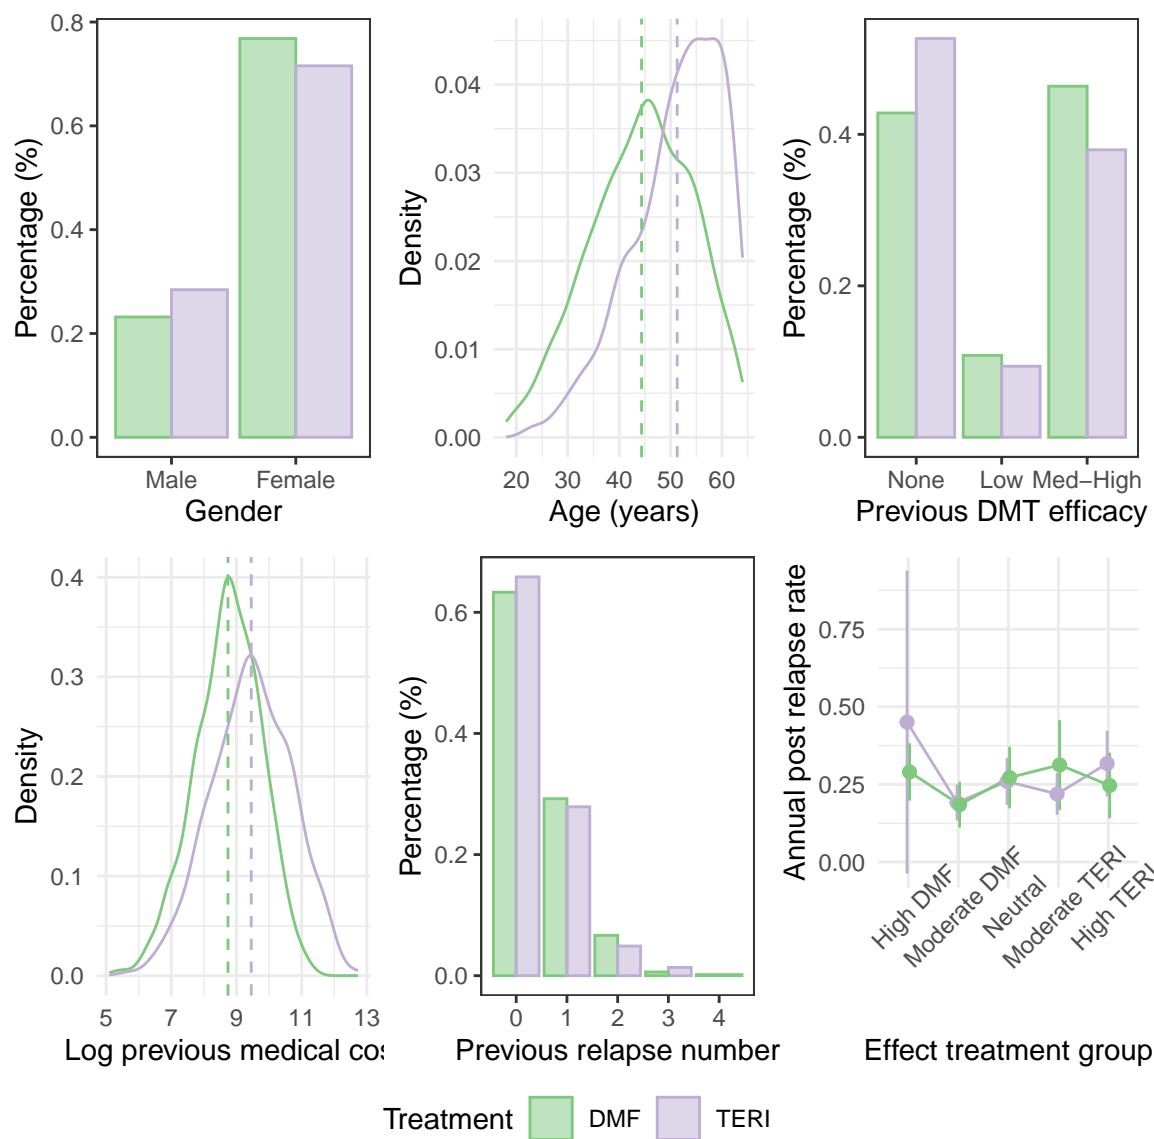 Percentage (%)
0.8
0.6
0.4
0.2
0.0
Male Female
Gender
Density
0.04
0.03
0.02
0.01
0.00
20 30 40 50 60
Age (years)
Percentage (%)
0.4
0.2
0.0
None Low Med–High
Previous DMT efficacy
Density
0.4
0.3
0.2
0.1
0.0
5 7 9 11 13
Log previous medical cos
Percentage (%)
0.6
0.4
0.2
0.0
0 1 2 3 4
Previous relapse number
Annual post relapse rate
0.75
0.50
0.25
0.00
High DMF
Moderate DMF
Neutral
Moderate TERI
High TERI
Effect treatment group
Treatment DMF TERI